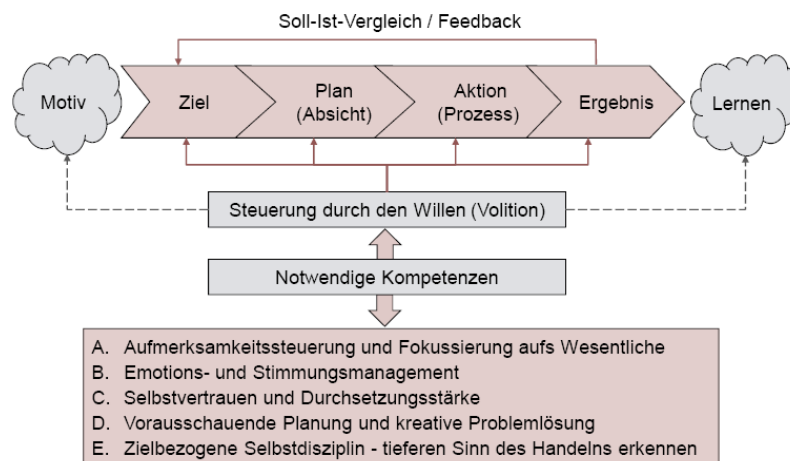 Soll-Ist-Vergleich / Feedback
Motiv
Ziel
Plan
(Absicht)
Aktion
(Prozess)
Ergebnis
Lernen
Steuerung durch den Willen (Volition)
Notwendige Kompetenzen
A. Aufmerksamkeitssteuerung und Fokussierung aufs Wesentliche
B. Emotions- und Stimmungsmanagement
C. Selbstvertrauen und Durchsetzungsstärke
D. Vorausschauende Planung und kreative Problemlösung
E. Zielbezogene Selbstdisziplin - tieferen Sinn des Handelns erkennen